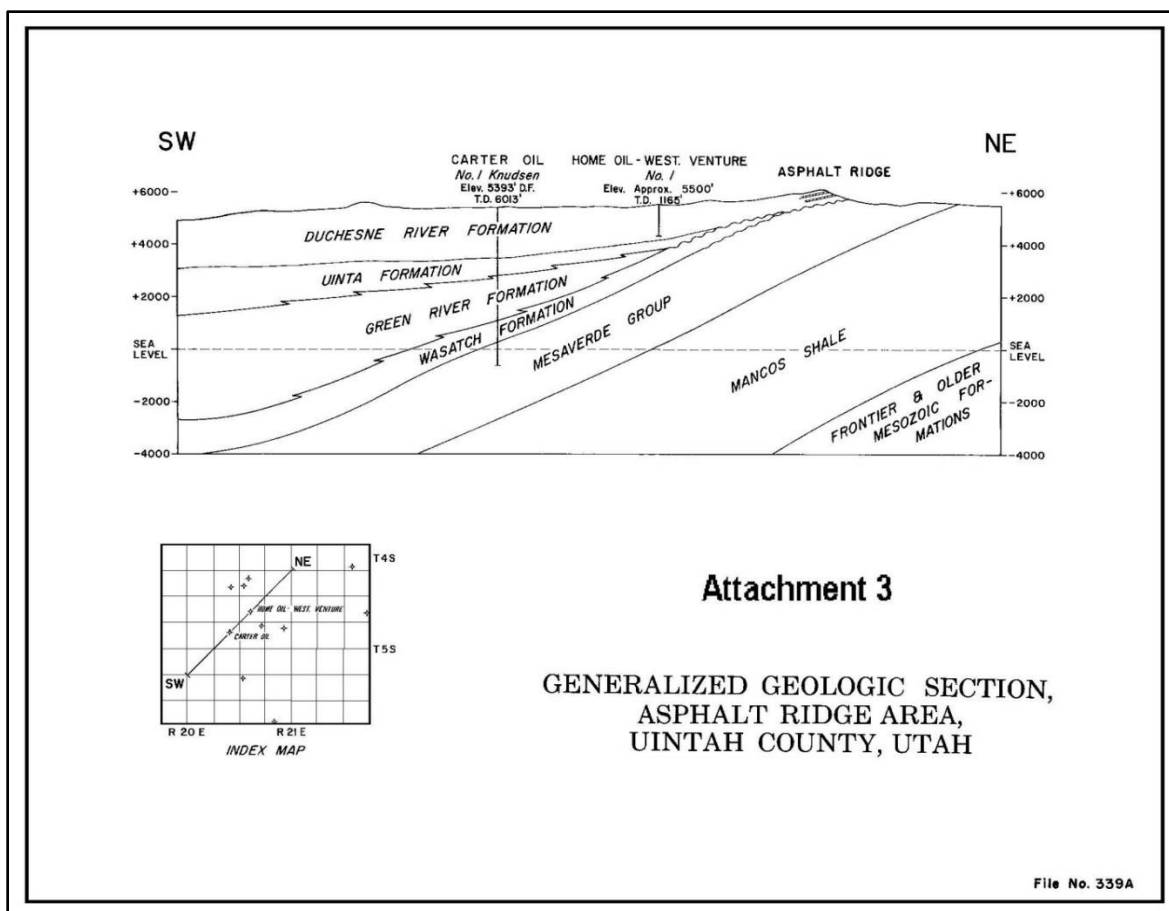 SW
NE
CARTER OIL
No. 1 Knudsen
Elev. 5393' D.F.
T.D. 6013'
HOME OIL - WEST. VENTURE
No. 1
Elev. Approx. 5500'
T.D. 1165'
ASPHALT RIDGE
+6000
+4000
+2000
SEA
LEVEL
-2000
-4000
+6000
+4000
+2000
SEA
LEVEL
-2000
-4000
DUCHESNE RIVER FORMATION
UINTA FORMATION
GREEN RIVER FORMATION
WASATCH FORMATION
MESAVERDE GROUP
MANCOS SHALE
FRONTIER & OLDER
MESOZOIC FOR-
MATIONS
NE
T4S
HOME OIL - WEST. VENTURE
CARTER OIL
T5S
SW
R 20 E
R 21 E
INDEX MAP
Attachment 3
GENERALIZED GEOLOGIC SECTION,
ASPHALT RIDGE AREA,
UINTAH COUNTY, UTAH
File No. 339A